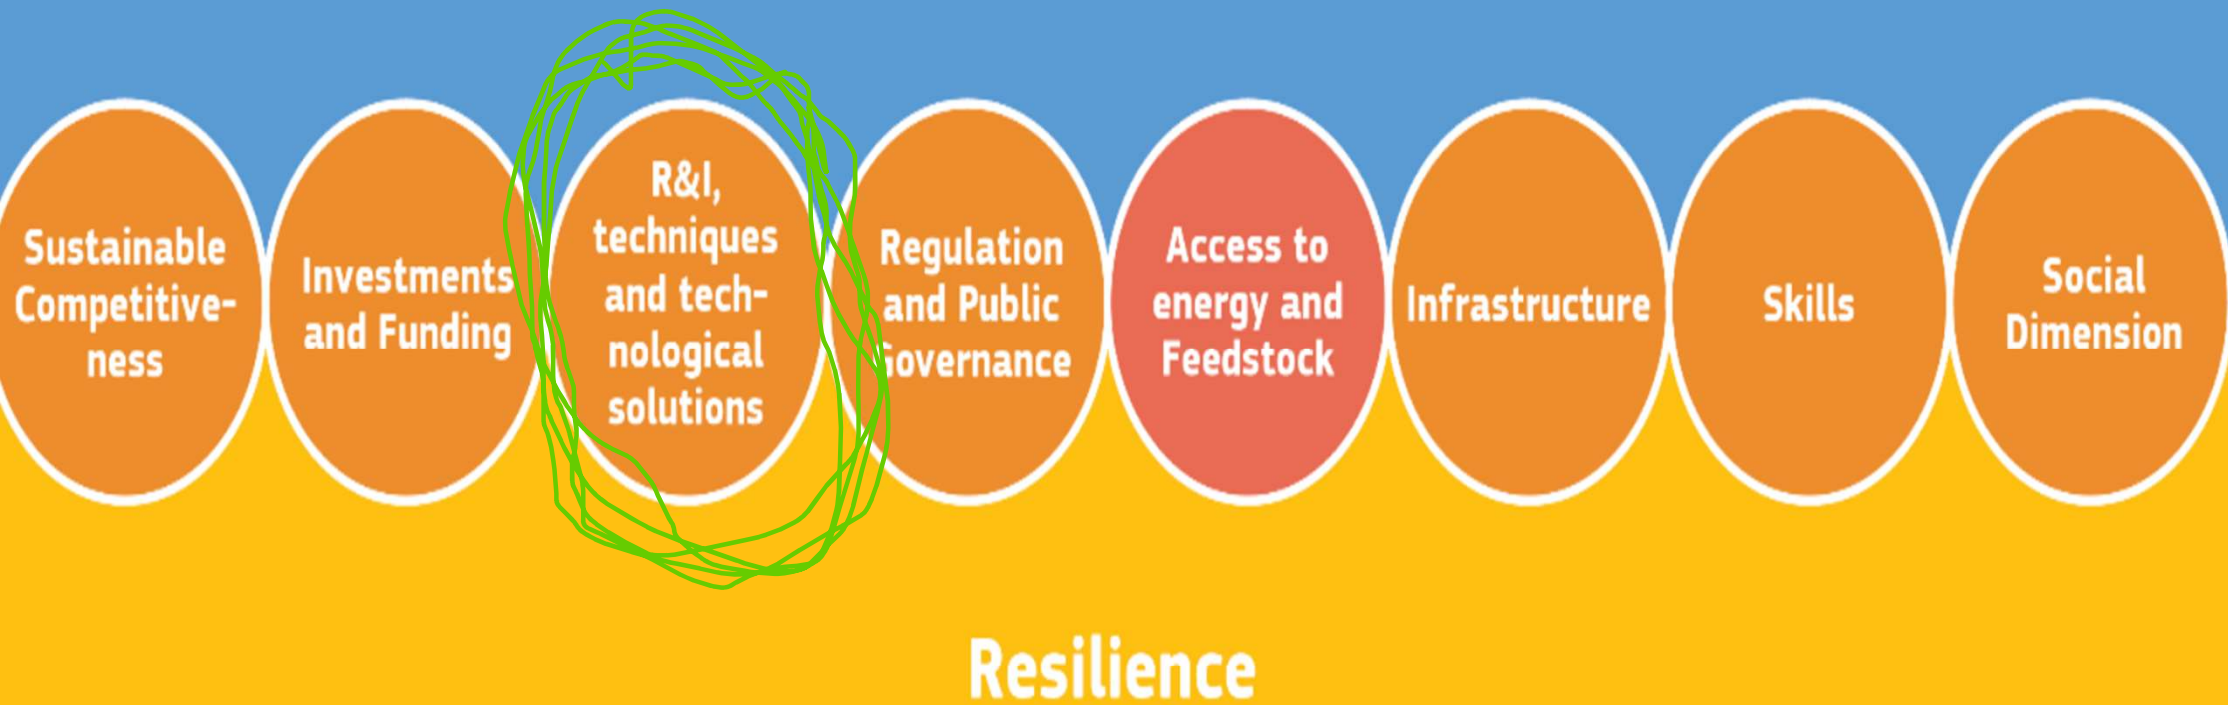 Sustainable
Competitive-
ness
Investments
and Funding
R&I,
techniques
and tech-
nological
solutions
Regulation
and Public
Governance
Access to
energy and
Feedstock
Infrastructure
Skills
Social
Dimension
Resilience